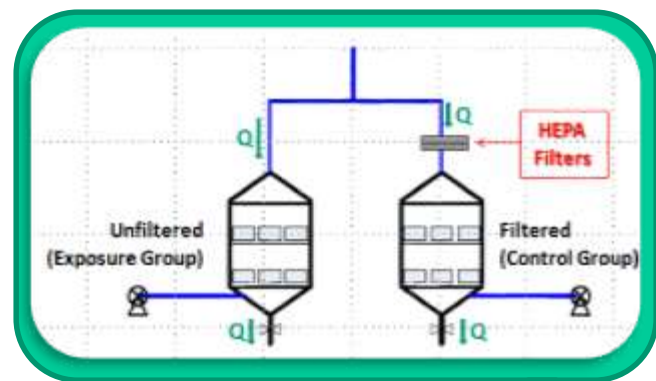 Q
Q
HEPA
Filters
Unfiltered
(Exposure Group)
Filtered
(Control Group)
Q
Q